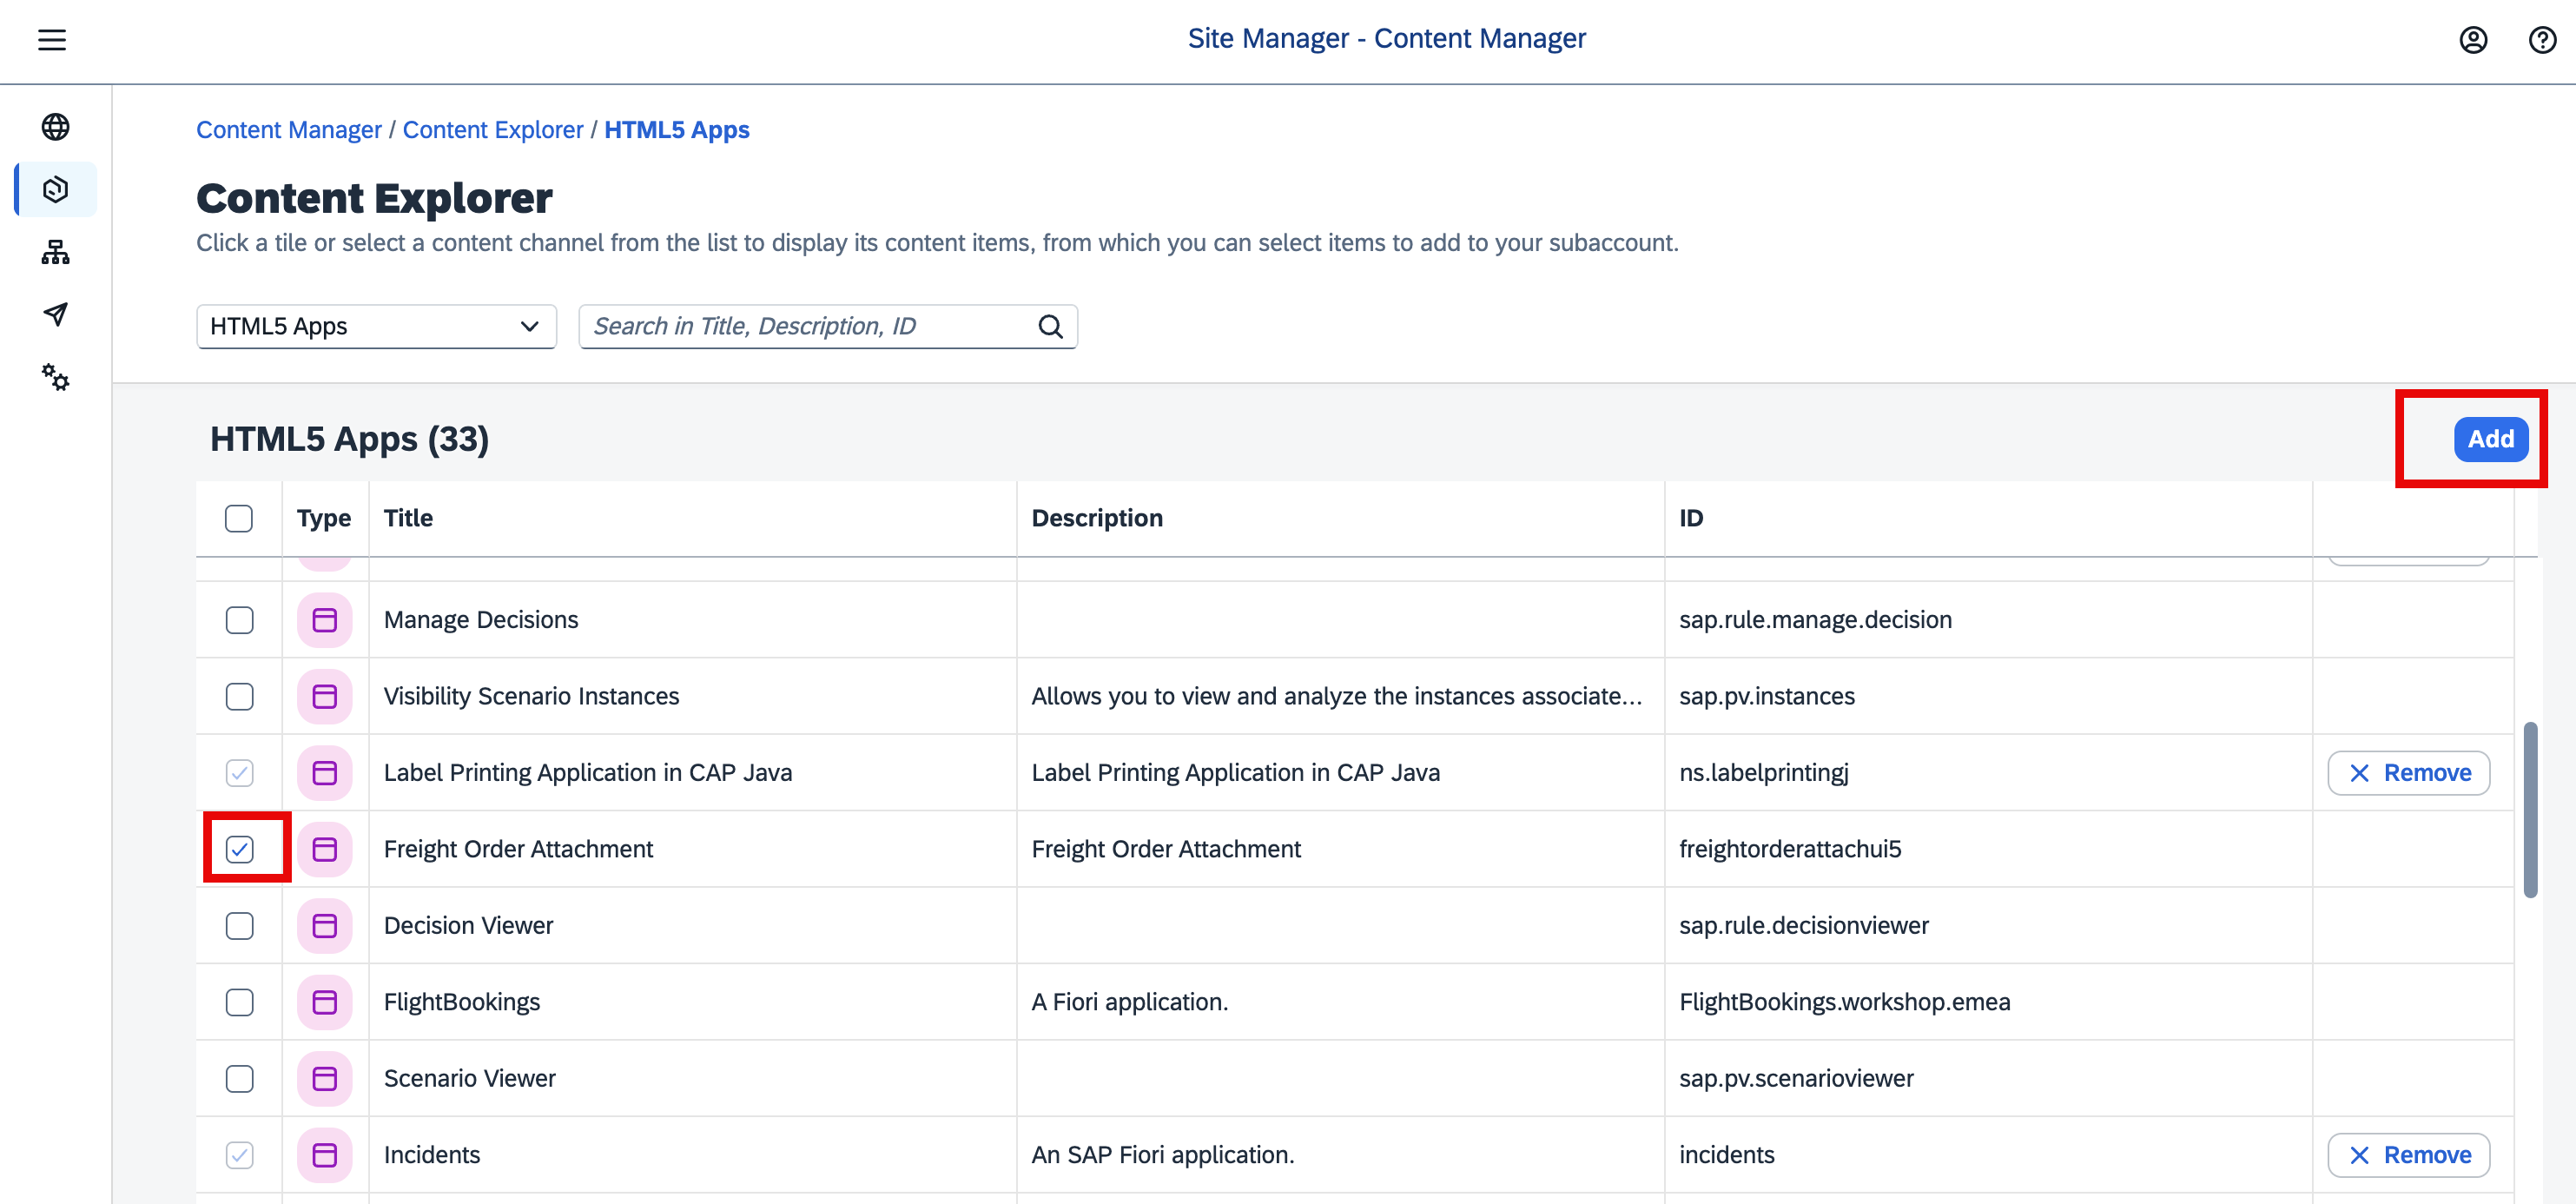 Site Manager - Content Manager
Content Manager / Content Explorer / HTML5 Apps
Content Explorer
Click a tile or select a content channel from the list to display its content items, from which you can select items to add to your subaccount.
HTML5 Apps
Search in Title, Description, ID
HTML5 Apps (33)
Add
Type Title Description ID
Manage Decisions sap.rule.manage.decision
Visibility Scenario Instances Allows you to view and analyze the instances associate... sap.pv.instances
Label Printing Application in CAP Java Label Printing Application in CAP Java ns.labelprintingj Remove
Freight Order Attachment Freight Order Attachment freightorderattachui5
Decision Viewer sap.rule.decisionviewer
FlightBookings A Fiori application. FlightBookings.workshop.emea
Scenario Viewer sap.pv.scenarioviewer
Incidents An SAP Fiori application. incidents Remove